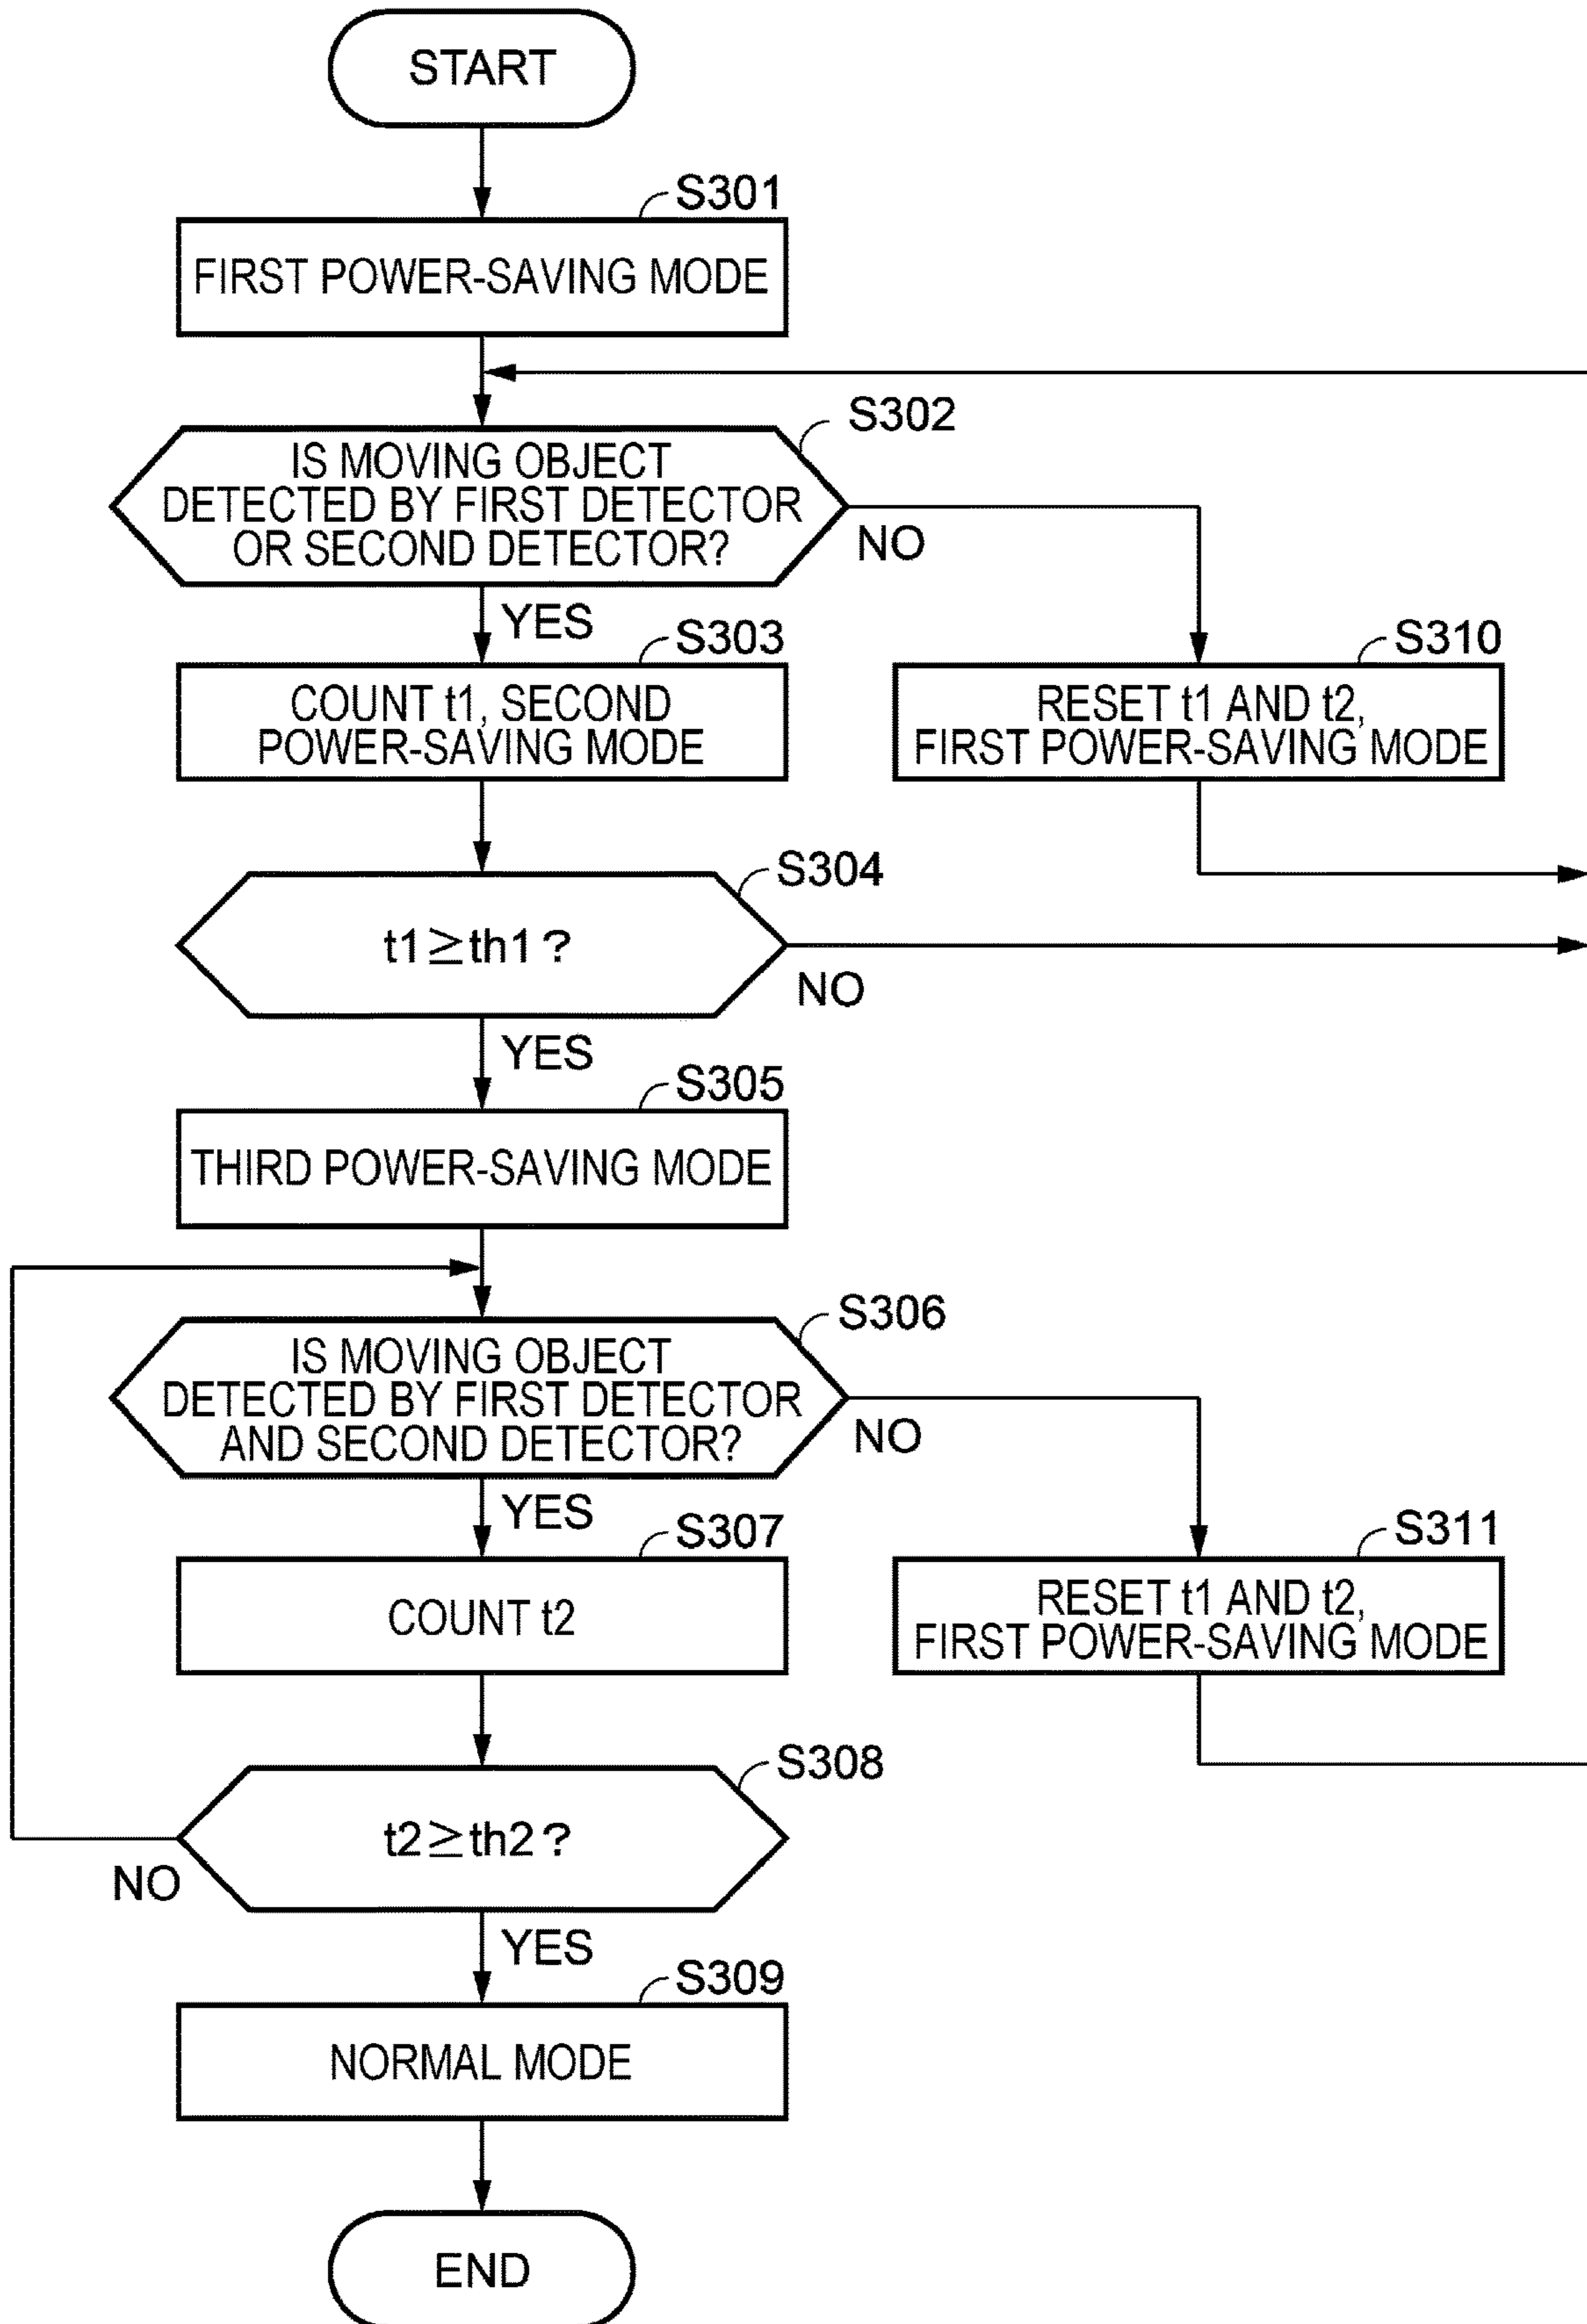 START
S301
FIRST POWER-SAVING MODE
S302
IS MOVING OBJECT
DETECTED BY FIRST DETECTOR
OR SECOND DETECTOR?
NO
YES
S303
COUNT t1, SECOND
POWER-SAVING MODE
S310
RESET t1 AND t2,
FIRST POWER-SAVING MODE
S304
t1≧th1?
NO
YES
S305
THIRD POWER-SAVING MODE
S306
IS MOVING OBJECT
DETECTED BY FIRST DETECTOR
AND SECOND DETECTOR?
NO
YES
S307
COUNT t2
S311
RESET t1 AND t2,
FIRST POWER-SAVING MODE
S308
t2≧th2?
NO
YES
S309
NORMAL MODE
END